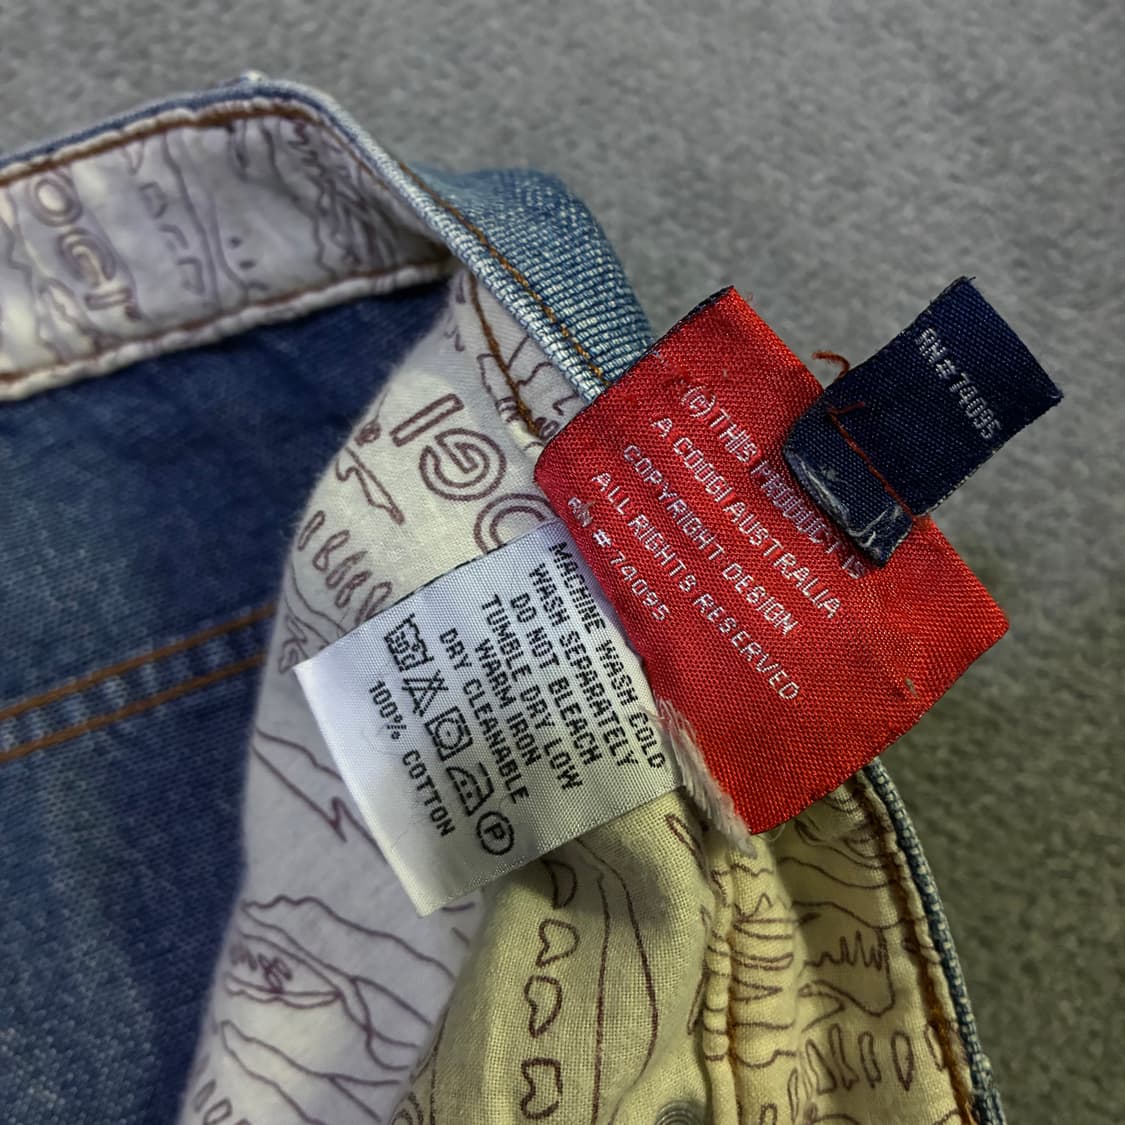 (C) THIS PRODUCT IS
A COOGI AUSTRALIA
COPYRIGHT DESIGN
ALL RIGHTS RESERVED
RN # 74095
RN# 74095
MACHINE WASH COLD
WASH SEPARATELY
DO NOT BLEACH
TUMBLE DRY LOW
WARM IRON
DRY CLEANABLE
P
100% COTTON